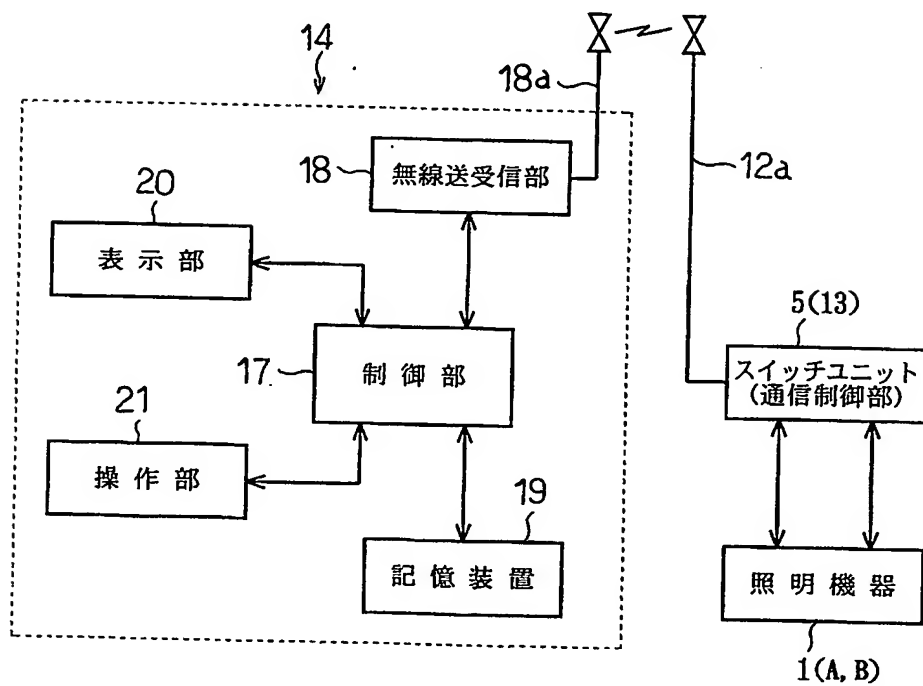 14
18a
12a
18
無線送受信部
20
表示部
5(13)
スイッチユニット
(通信制御部)
17
制御部
21
操作部
19
記憶装置
照明機器
1(A, B)